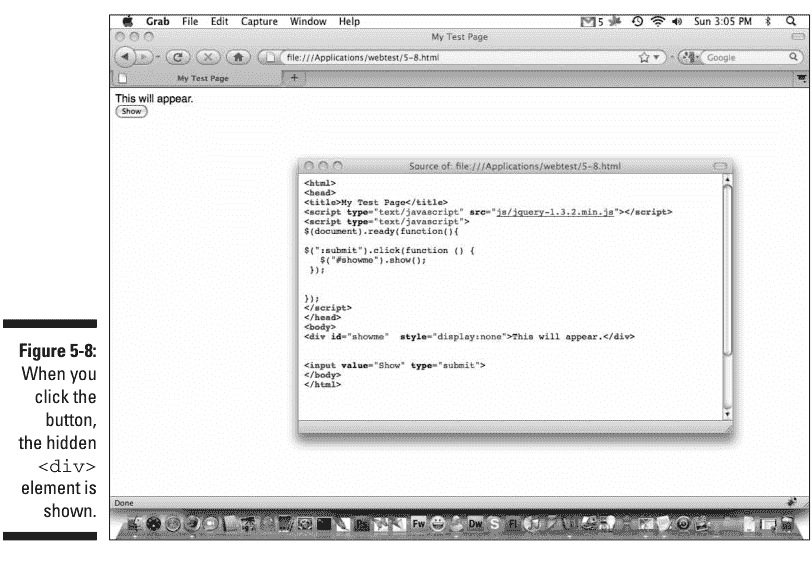 Grab File Edit Capture Window Help
5 Sun 3:05 PM
My Test Page
file:///Applications/webtest/5-8.html
Google
My Test Page
+
This will appear.
Show
Source of: file:///Applications/webtest/5-8.html
<html>
<head>
<title>My Test Page</title>
<script type="text/javascript" src="js/jquery-1.3.2.min.js"></script>
<script type="text/javascript">
$(document).ready(function(){
$(":submit").click(function () {
$("#showme").show();
});
});
</script>
</head>
<body>
<div id="showme" style="display:none">This will appear.</div>
<input value="Show" type="submit">
</body>
</html>
Done
Ps Fw Dw S Fl
Figure 5-8:
When you
click the
button,
the hidden
<div>
element is
shown.